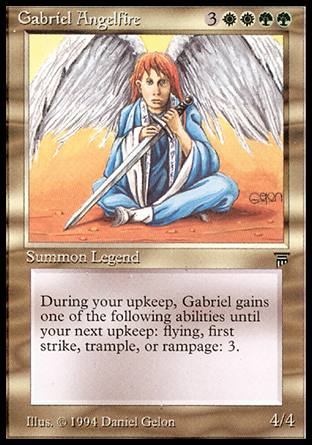 Gabriel Angelfire 3
Gelon
Summon Legend
During your upkeep, Gabriel gains
one of the following abilities until
your next upkeep: flying, first
strike, trample, or rampage: 3.
Illus. © 1994 Daniel Gelon 4/4